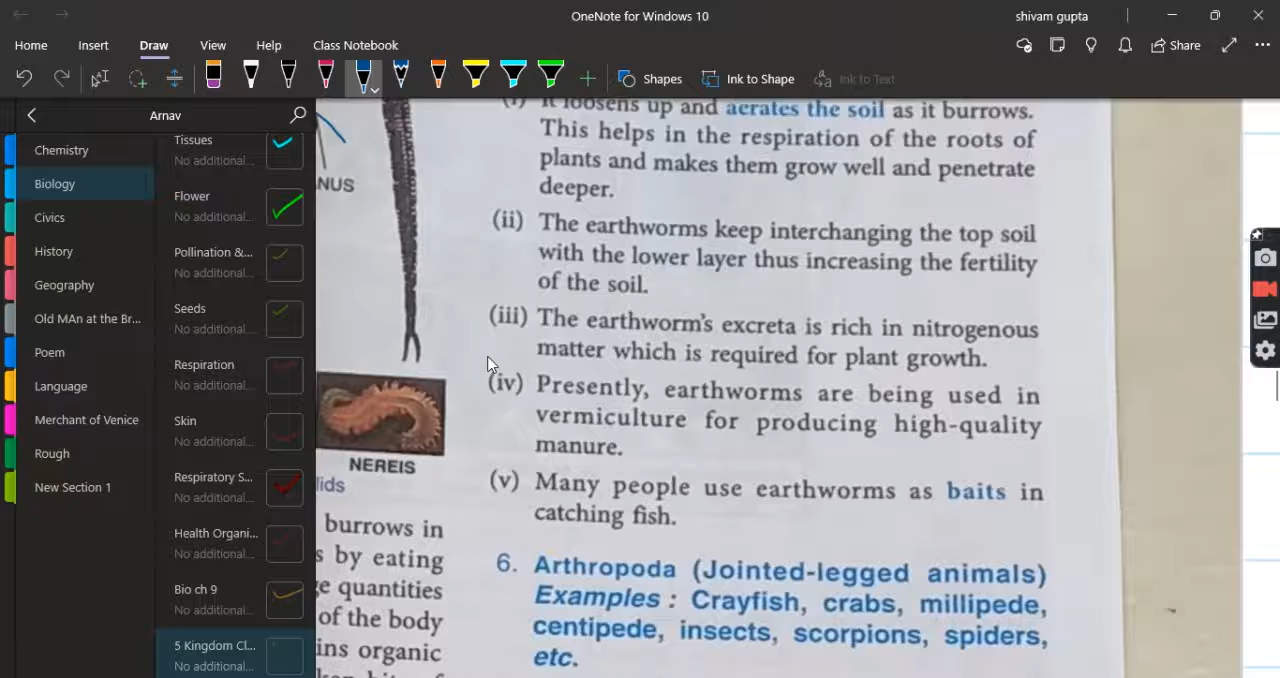 OneNote for Windows 10
shivam gupta
Home Insert Draw View Help Class Notebook
Share
Shapes
Ink to Shape
Ink to Text
Arnav
Chemistry
Biology
Civics
History
Geography
Old MAn at the Br...
Poem
Language
Merchant of Venice
Rough
New Section 1
Tissues
No additional...
Flower
No additional...
Pollination &...
No additional...
Seeds
No additional...
Respiration
No additional...
Skin
No additional...
Respiratory S...
No additional...
Health Organi...
No additional...
Bio ch 9
No additional...
5 Kingdom Cl...
No additional...
NUS
NEREIS
lids
burrows in
s by eating
ge quantities
of the body
ins organic
(i) It loosens up and aerates the soil as it burrows.
This helps in the respiration of the roots of
plants and makes them grow well and penetrate
deeper.
(ii) The earthworms keep interchanging the top soil
with the lower layer thus increasing the fertility
of the soil.
(iii) The earthworm's excreta is rich in nitrogenous
matter which is required for plant growth.
(iv) Presently, earthworms are being used in
vermiculture for producing high-quality
manure.
(v) Many people use earthworms as baits in
catching fish.
6. Arthropoda (Jointed-legged animals)
Examples : Crayfish, crabs, millipede,
centipede, insects, scorpions, spiders,
etc.